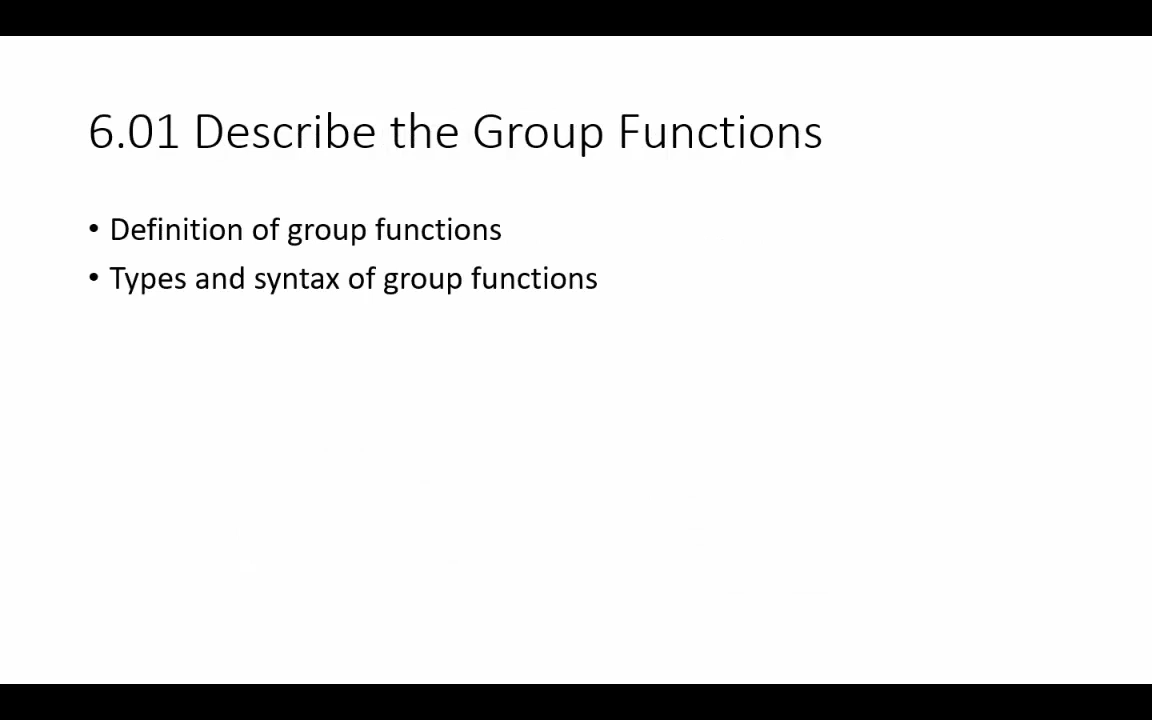 6.01 Describe the Group Functions
• Definition of group functions
• Types and syntax of group functions